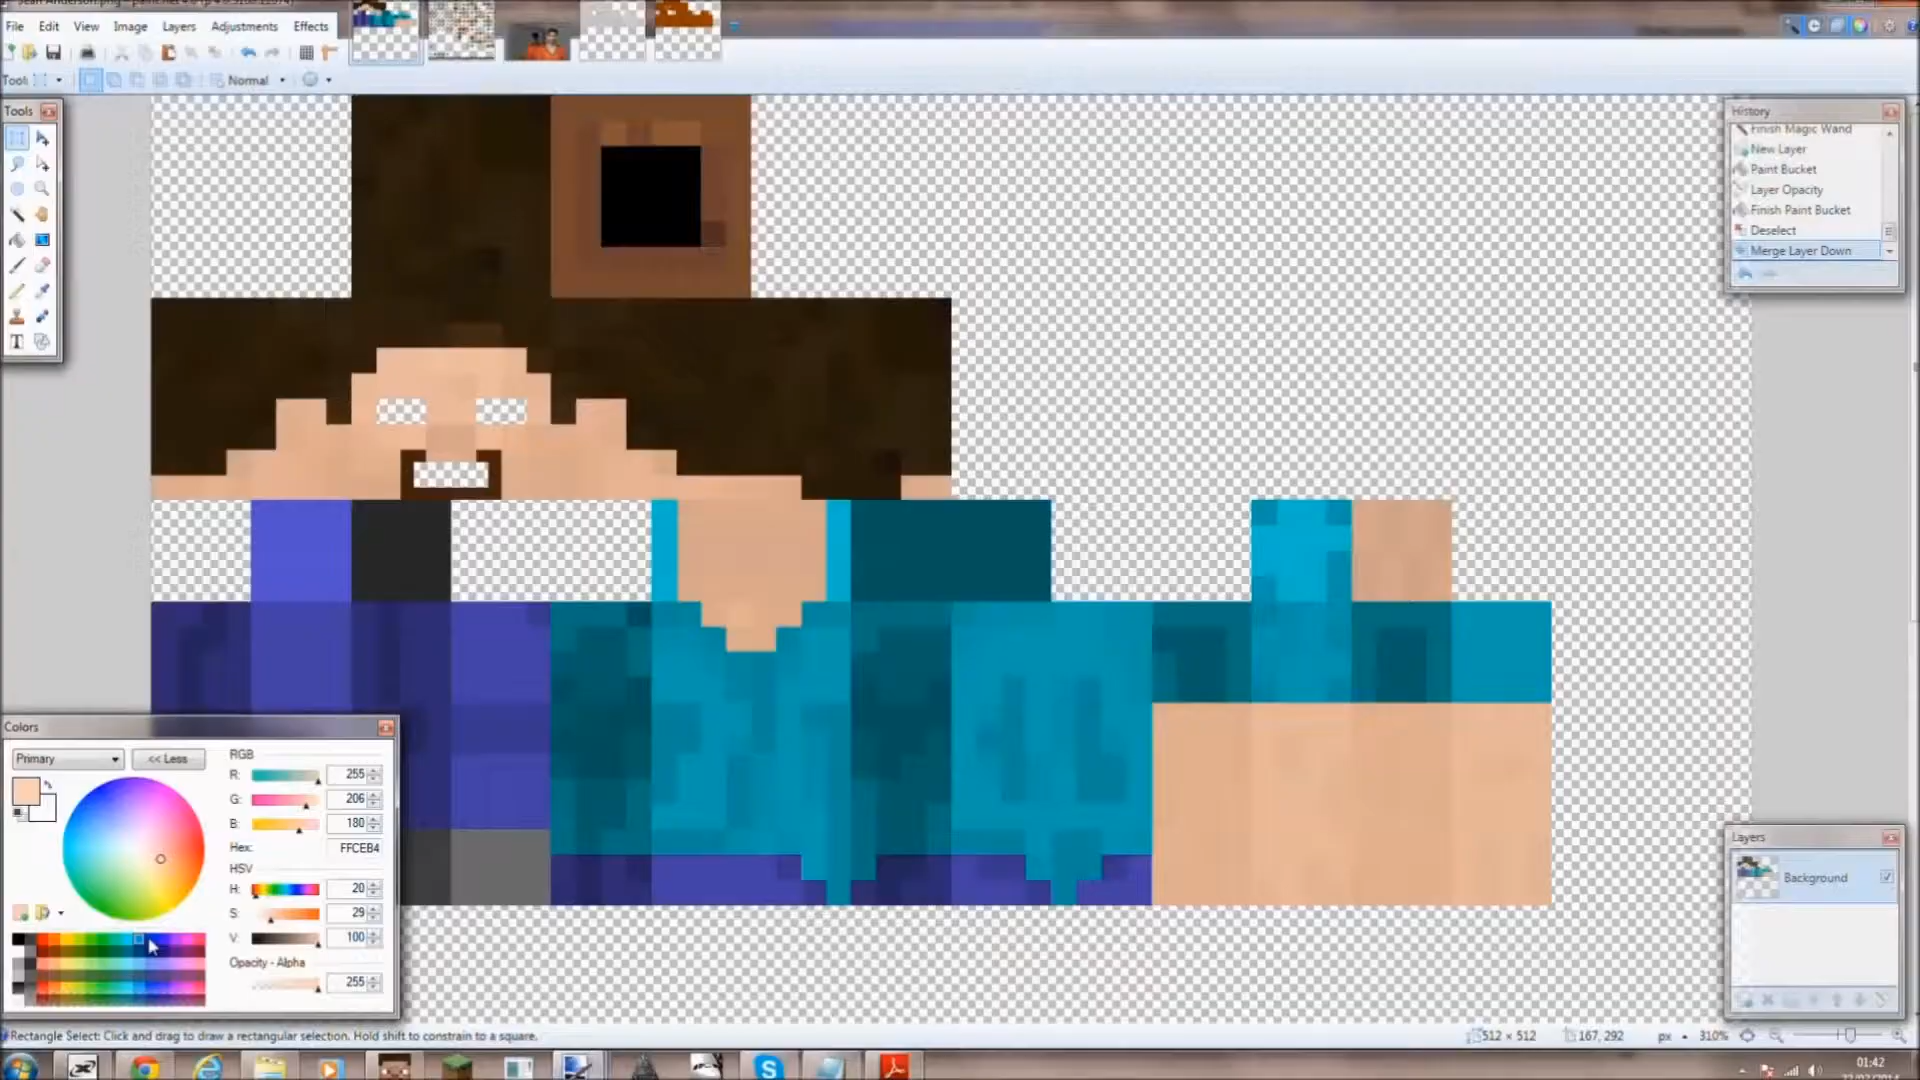 File Edit View Image Layers Adjustments Effects
Tool: Normal
Tools
History
Finish Magic Wand
New Layer
Paint Bucket
Layer Opacity
Finish Paint Bucket
Deselect
Merge Layer Down
Colors
Primary
<< Less
RGB
R: 255
G: 206
B: 180
Hex: FFCEB4
HSV
H: 20
S: 29
V: 100
Opacity - Alpha
255
Layers
Background
Rectangle Select: Click and drag to draw a rectangular selection. Hold shift to constrain to a square.
512 × 512
167, 292
px
310%
01:42